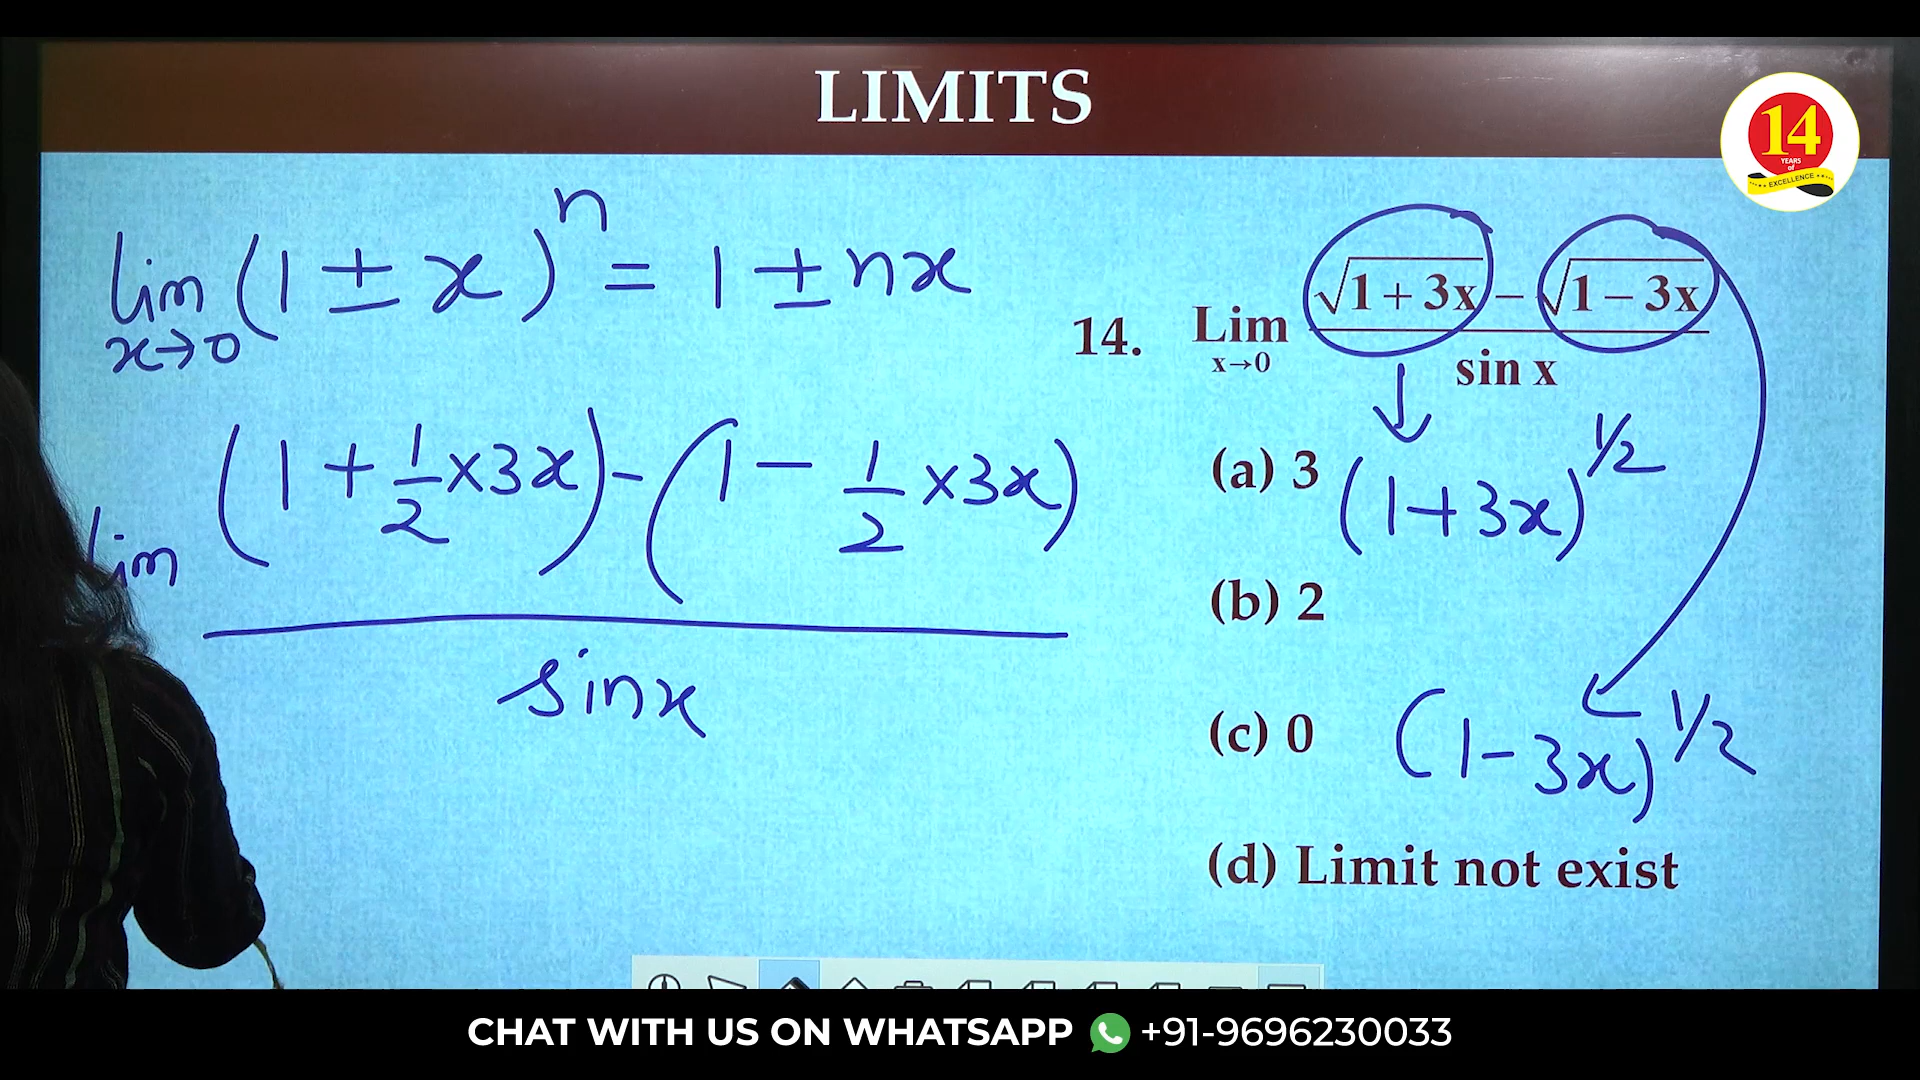 LIMITS
14
YEARS
of
EXCELLENCE
lim (1 ± x)^n = 1 ± nx
x→0
lim (1 + 1/2 × 3x) - (1 - 1/2 × 3x)
sinx
14. Lim √1 + 3x – √1 – 3x
x→0
sin x
(a) 3
(1+3x)^1/2
(b) 2
(c) 0
(1-3x)^1/2
(d) Limit not exist
CHAT WITH US ON WHATSAPP +91-9696230033